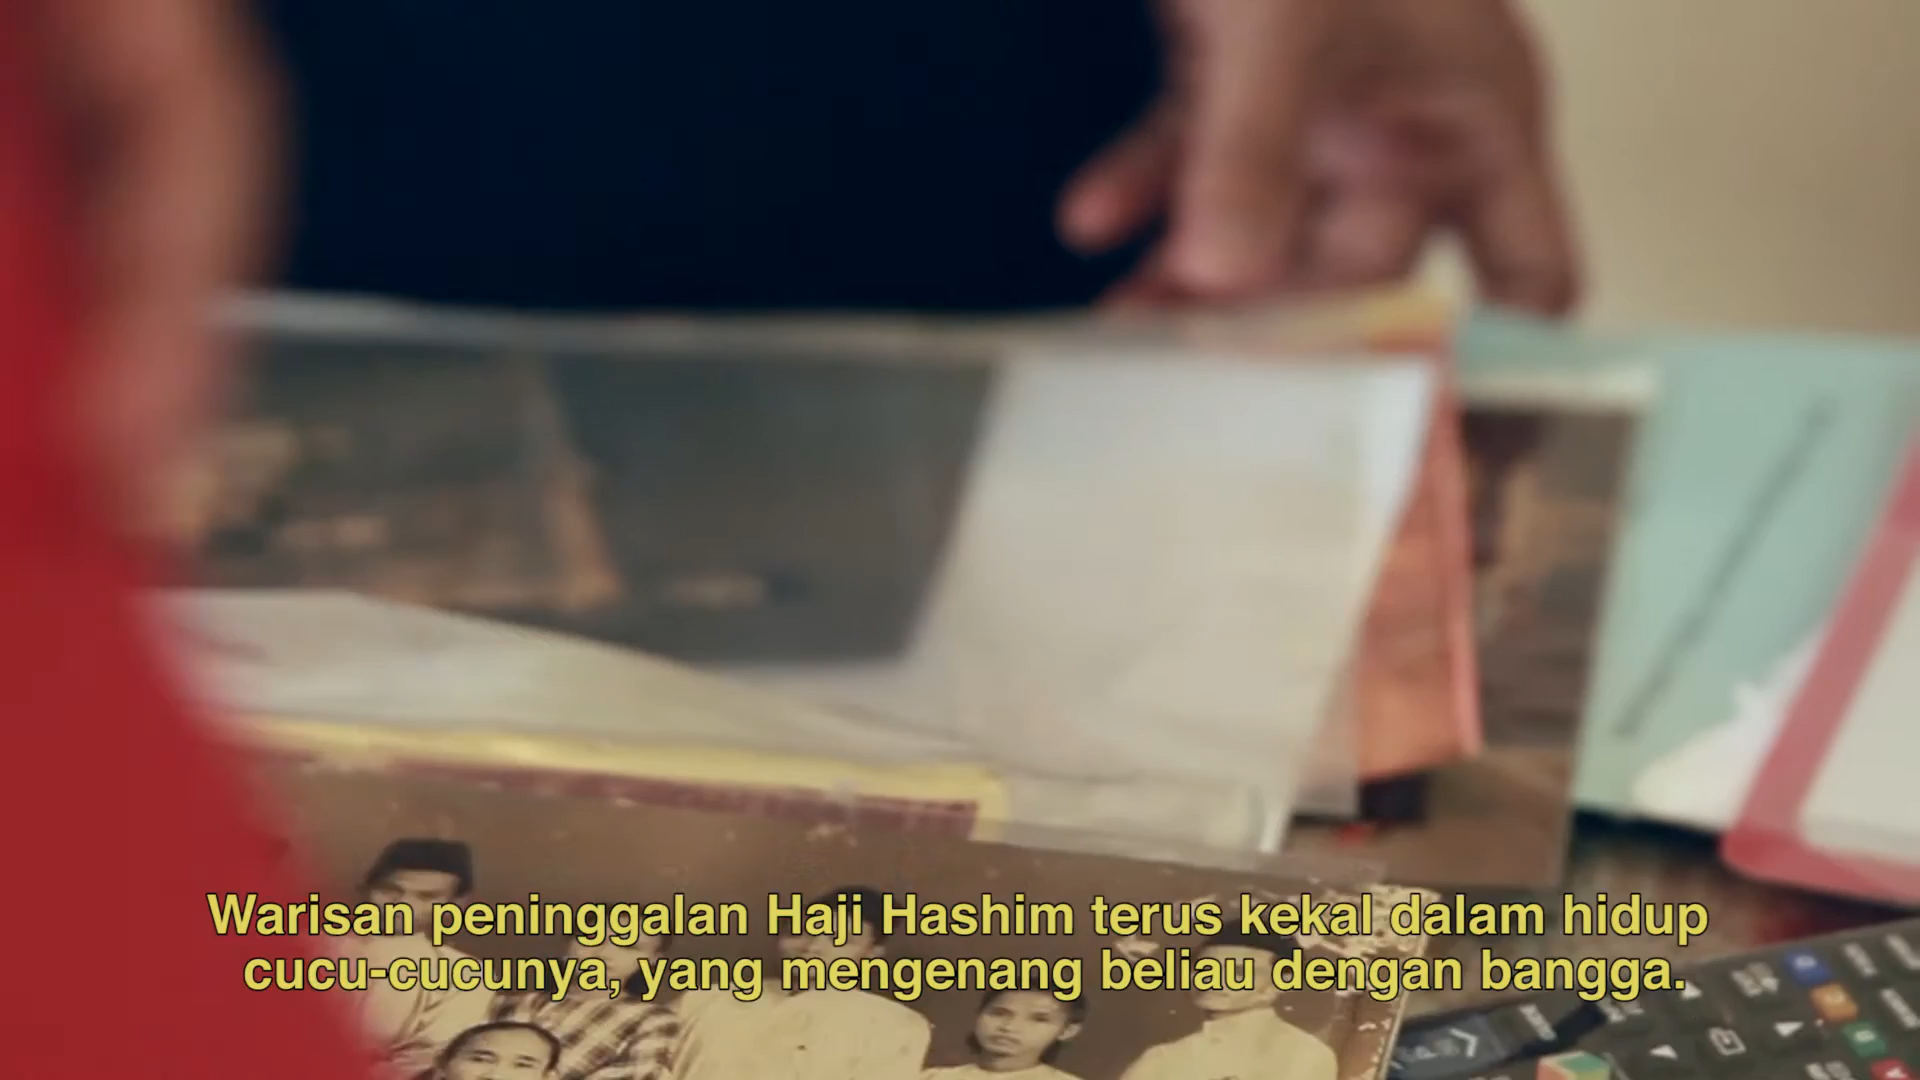 Warisan peninggalan Haji Hashim terus kekal dalam hidup
cucu-cucunya, yang mengenang beliau dengan bangga.